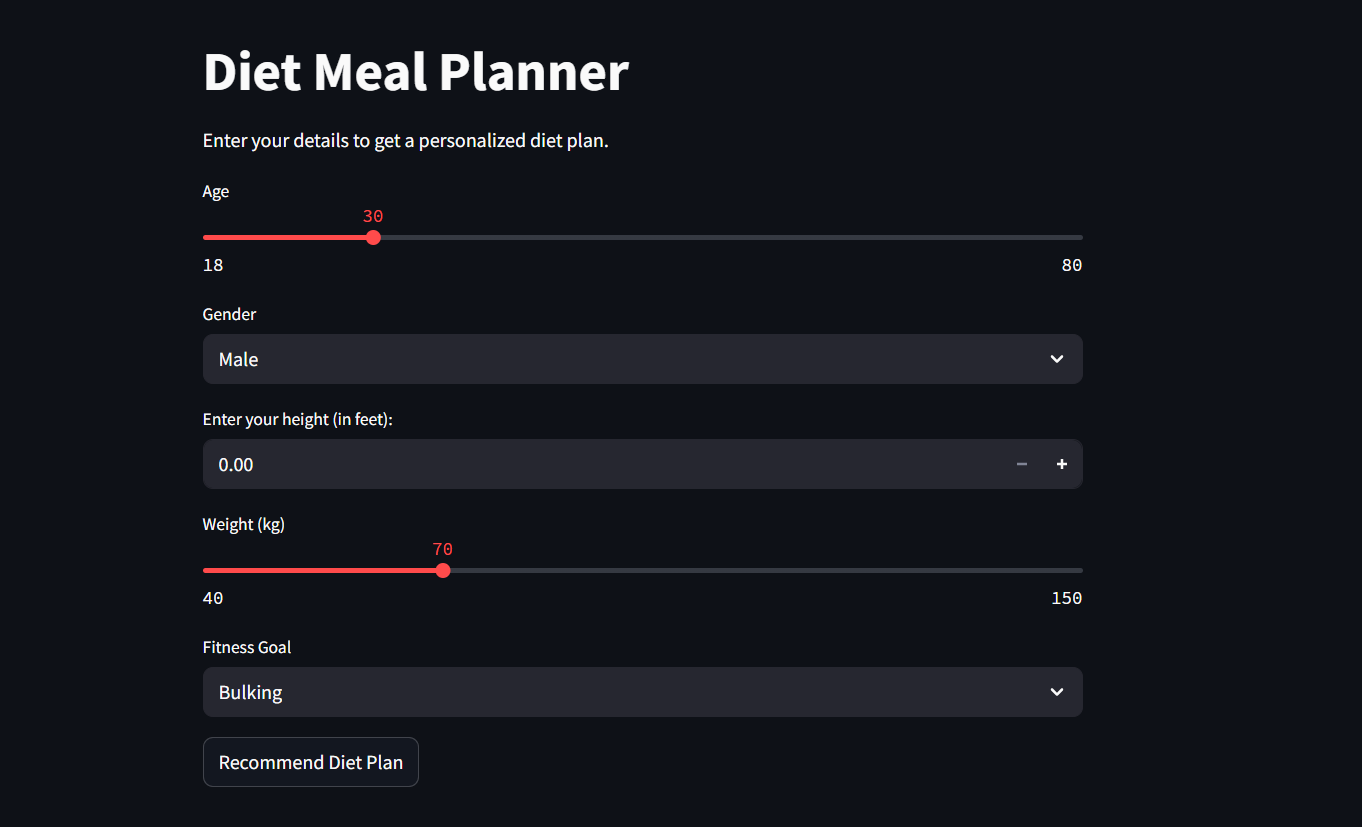 Diet Meal Planner
Enter your details to get a personalized diet plan.
Age
30
18 80
Gender
Male
Enter your height (in feet):
0.00
Weight (kg)
70
40 150
Fitness Goal
Bulking
Recommend Diet Plan